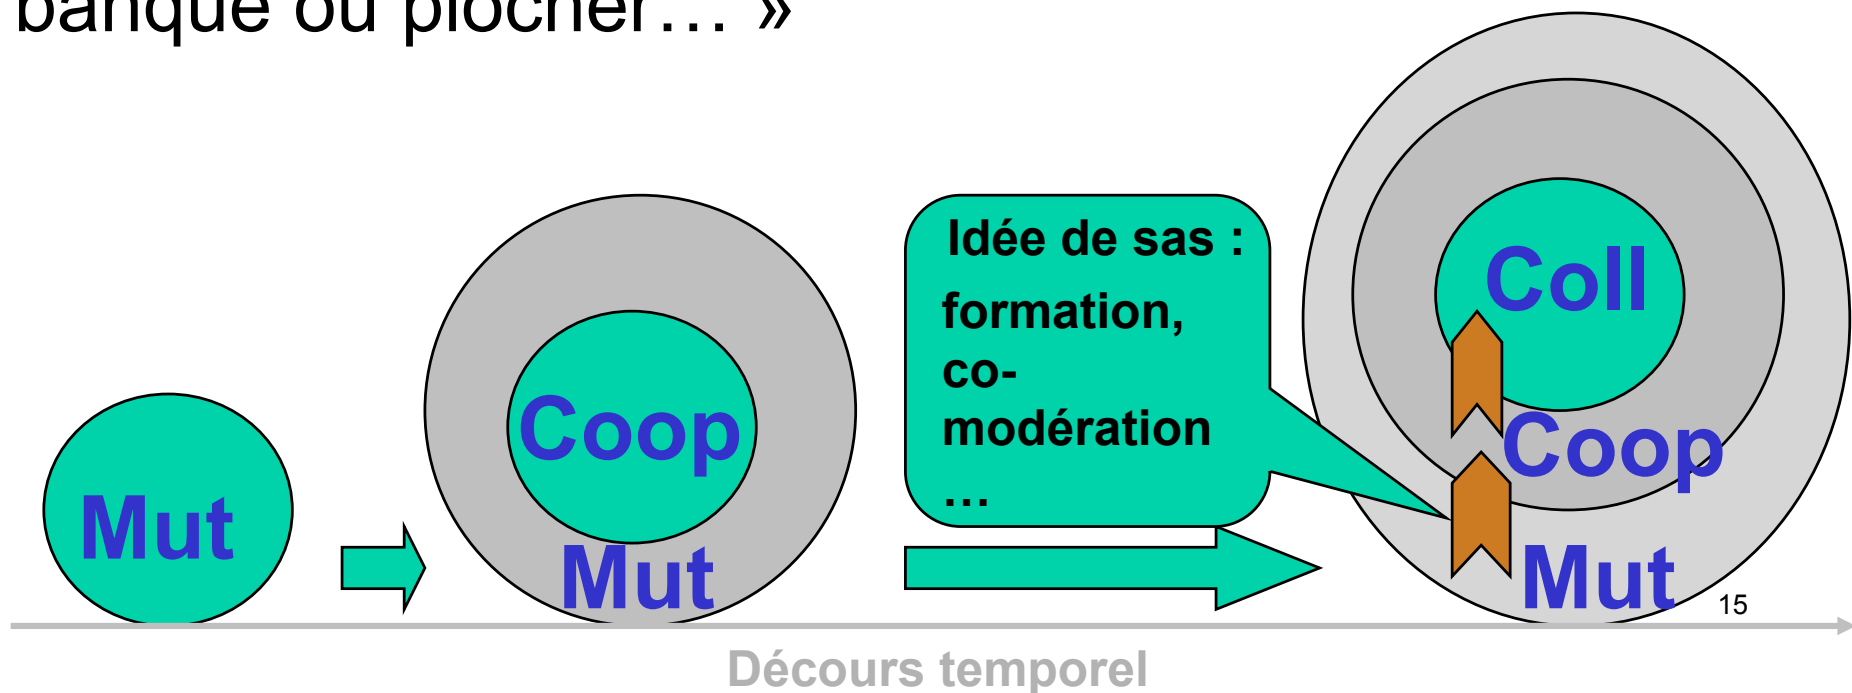 banque ou piocher… »
Mut
Coop
Mut
Idée de sas :
formation,
co-
modération
…
Coll
Coop
Mut
15
Décours temporel